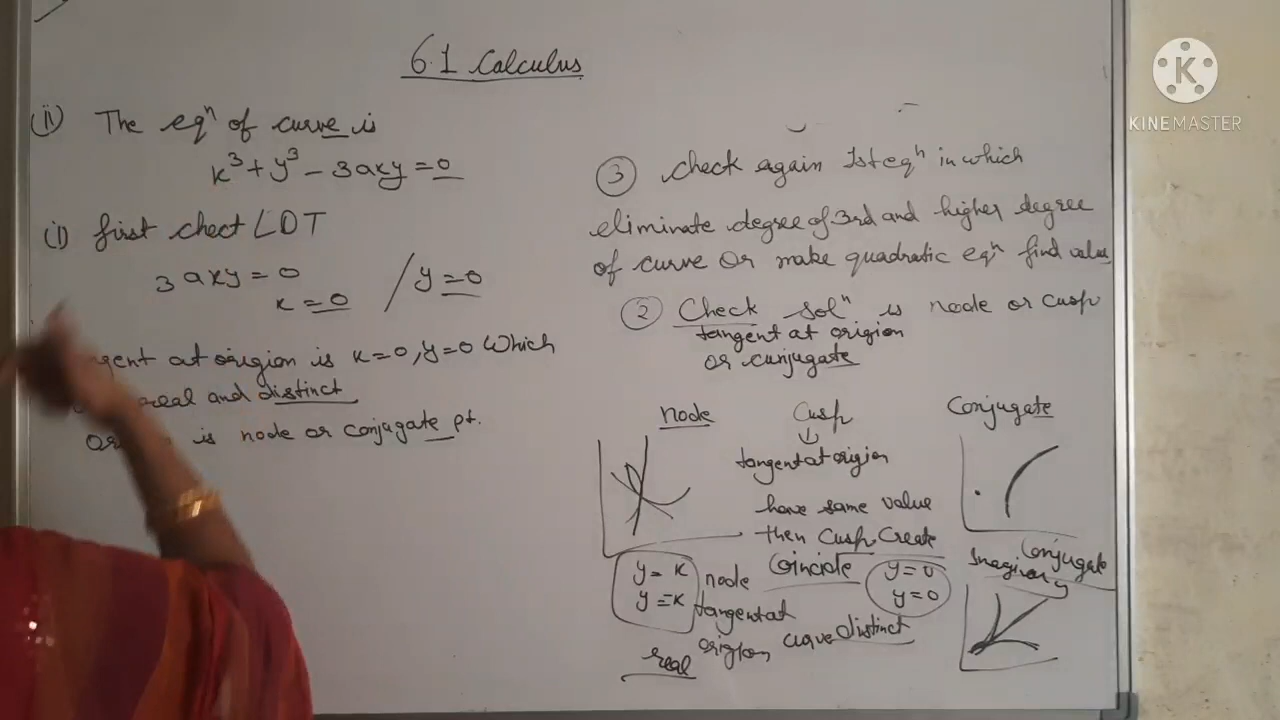 6.1 Calculus
(ii) The eqⁿ of curve is
x³ + y³ - 3axy = 0
(i) first chect LDT
3axy = 0
x = 0 / y = 0
gent at origion is x=0, y=0 which
real and distinct
is node or conjagate pt.
③ check again 1st eqⁿ in which
eliminate degree of 3rd and higher degree
of curve or make quadratic eqⁿ find value
② Check solⁿ is node or cusp
tangent at origion
or cunjugate
node
y = x
y = -x
node
tangent at
origion
real
Cusp
tangent at origion
have same value
then cusp Create
Coincide
y = 0
y = 0
curve distinct
Conjugate
Conjugate
Imaginary
KINEMASTER